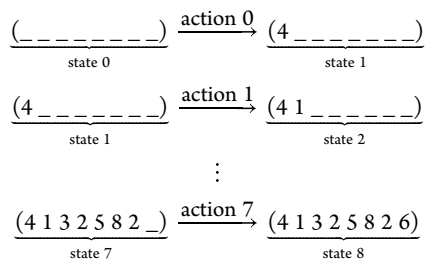 (_ _ _ _ _ _ _ _) action 0 (4 _ _ _ _ _ _ _)
state 0 state 1
(4 _ _ _ _ _ _ _) action 1 (4 1 _ _ _ _ _ _)
state 1 state 2
⋮
(4 1 3 2 5 8 2 _) action 7 (4 1 3 2 5 8 2 6)
state 7 state 8